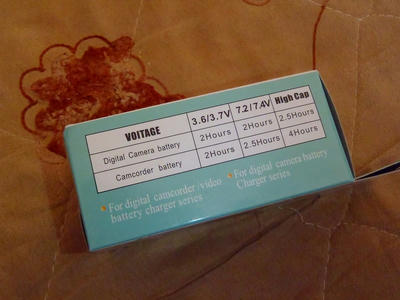 VOITAGE 3.6/3.7V 7.2/7.4V High Cap
Digital Camera battery 2Hours 2Hours 2.5Hours
Camcorder battery 2Hours 2.5Hours 4Hours
For digital camcorder/video
battery charger series
For digital camera battery
Charger series